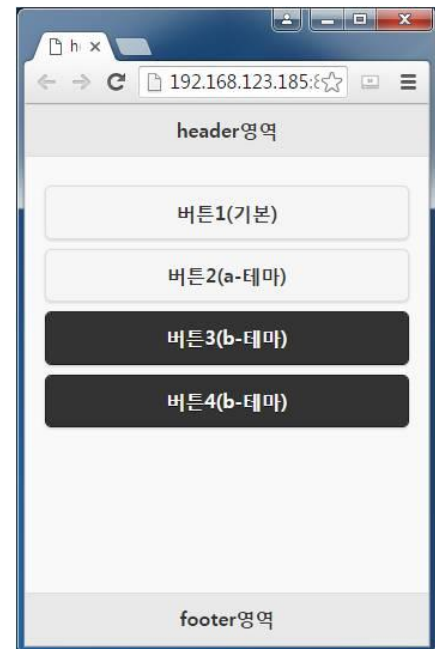 h
192.168.123.185:8
header영역
버튼1(기본)
버튼2(a-테마)
버튼3(b-테마)
버튼4(b-테마)
footer영역